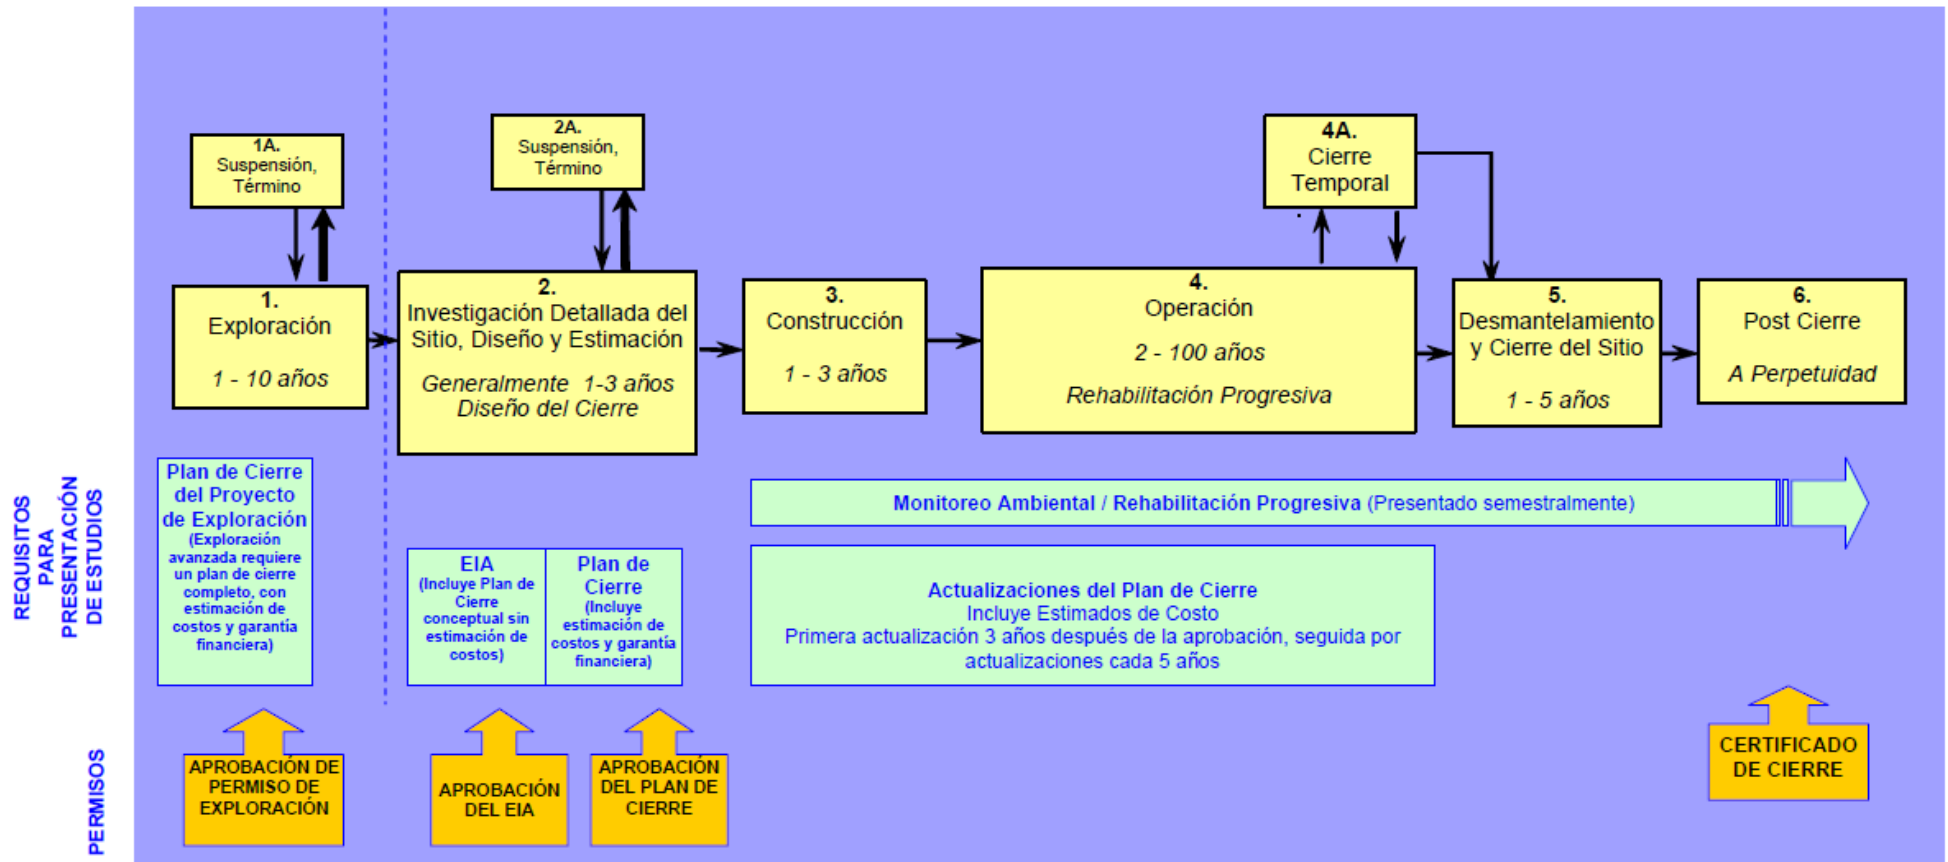 1A.
Suspensión,
Término
2A.
Suspensión,
Término
4A.
Cierre
Temporal
1.
Exploración
1 - 10 años
2.
Investigación Detallada del
Sitio, Diseño y Estimación
Generalmente 1-3 años
Diseño del Cierre
3.
Construcción
1 - 3 años
4.
Operación
2 - 100 años
Rehabilitación Progresiva
5.
Desmantelamiento
y Cierre del Sitio
1 - 5 años
6.
Post Cierre
A Perpetuidad
REQUISITOS
PARA
PRESENTACIÓN
DE ESTUDIOS
Plan de Cierre
del Proyecto
de Exploración
(Exploración
avanzada requiere
un plan de cierre
completo, con
estimación de
costos y garantía
financiera)
EIA
(Incluye Plan de
Cierre
conceptual sin
estimación de
costos)
Plan de
Cierre
(Incluye
estimación de
costos y garantía
financiera)
Monitoreo Ambiental / Rehabilitación Progresiva (Presentado semestralmente)
Actualizaciones del Plan de Cierre
Incluye Estimados de Costo
Primera actualización 3 años después de la aprobación, seguida por
actualizaciones cada 5 años
PERMISOS
APROBACIÓN DE
PERMISO DE
EXPLORACIÓN
APROBACIÓN
DEL EIA
APROBACIÓN
DEL PLAN DE
CIERRE
CERTIFICADO
DE CIERRE